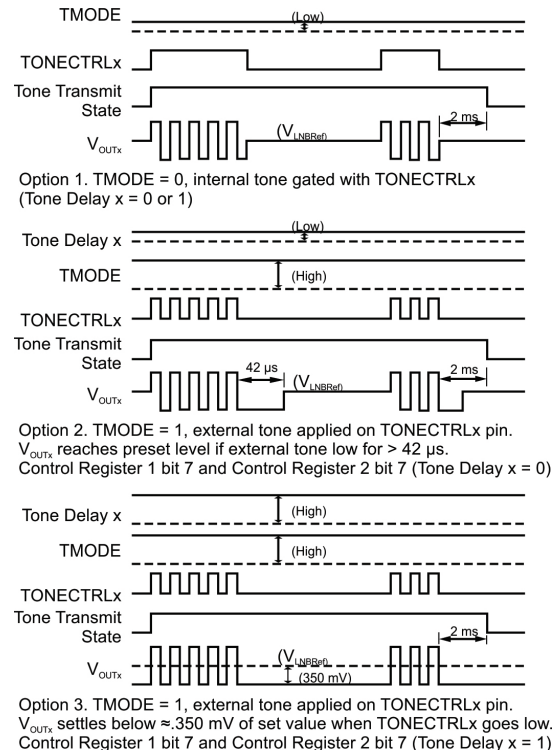 TMODE (Low)
TONECTRLx
Tone Transmit
State
2 ms
VOUTx (VLNBRef)
Option 1. TMODE = 0, internal tone gated with TONECTRLx
(Tone Delay x = 0 or 1)
Tone Delay x (Low)
TMODE (High)
TONECTRLx
Tone Transmit
State
42 µs 2 ms
VOUTx (VLNBRef)
Option 2. TMODE = 1, external tone applied on TONECTRLx pin.
VOUTx reaches preset level if external tone low for > 42 µs.
Control Register 1 bit 7 and Control Register 2 bit 7 (Tone Delay x = 0)
Tone Delay x (High)
TMODE (High)
TONECTRLx
Tone Transmit
State
2 ms
VOUTx (VLNBRef)
(350 mV)
Option 3. TMODE = 1, external tone applied on TONECTRLx pin.
VOUTx settles below ≈.350 mV of set value when TONECTRLx goes low.
Control Register 1 bit 7 and Control Register 2 bit 7 (Tone Delay x = 1)